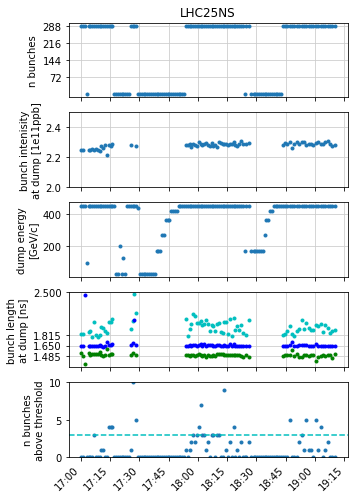 LHC25NS
n bunches
288
216
144
72
bunch intenisity
at dump [1e11ppb]
2.4
2.2
2.0
dump energy
[GeV/c]
400
200
bunch length
at dump [ns]
2.500
1.815
1.650
1.485
n bunches
above threshold
10
5
0
17:00
17:15
17:30
17:45
18:00
18:15
18:30
18:45
19:00
19:15